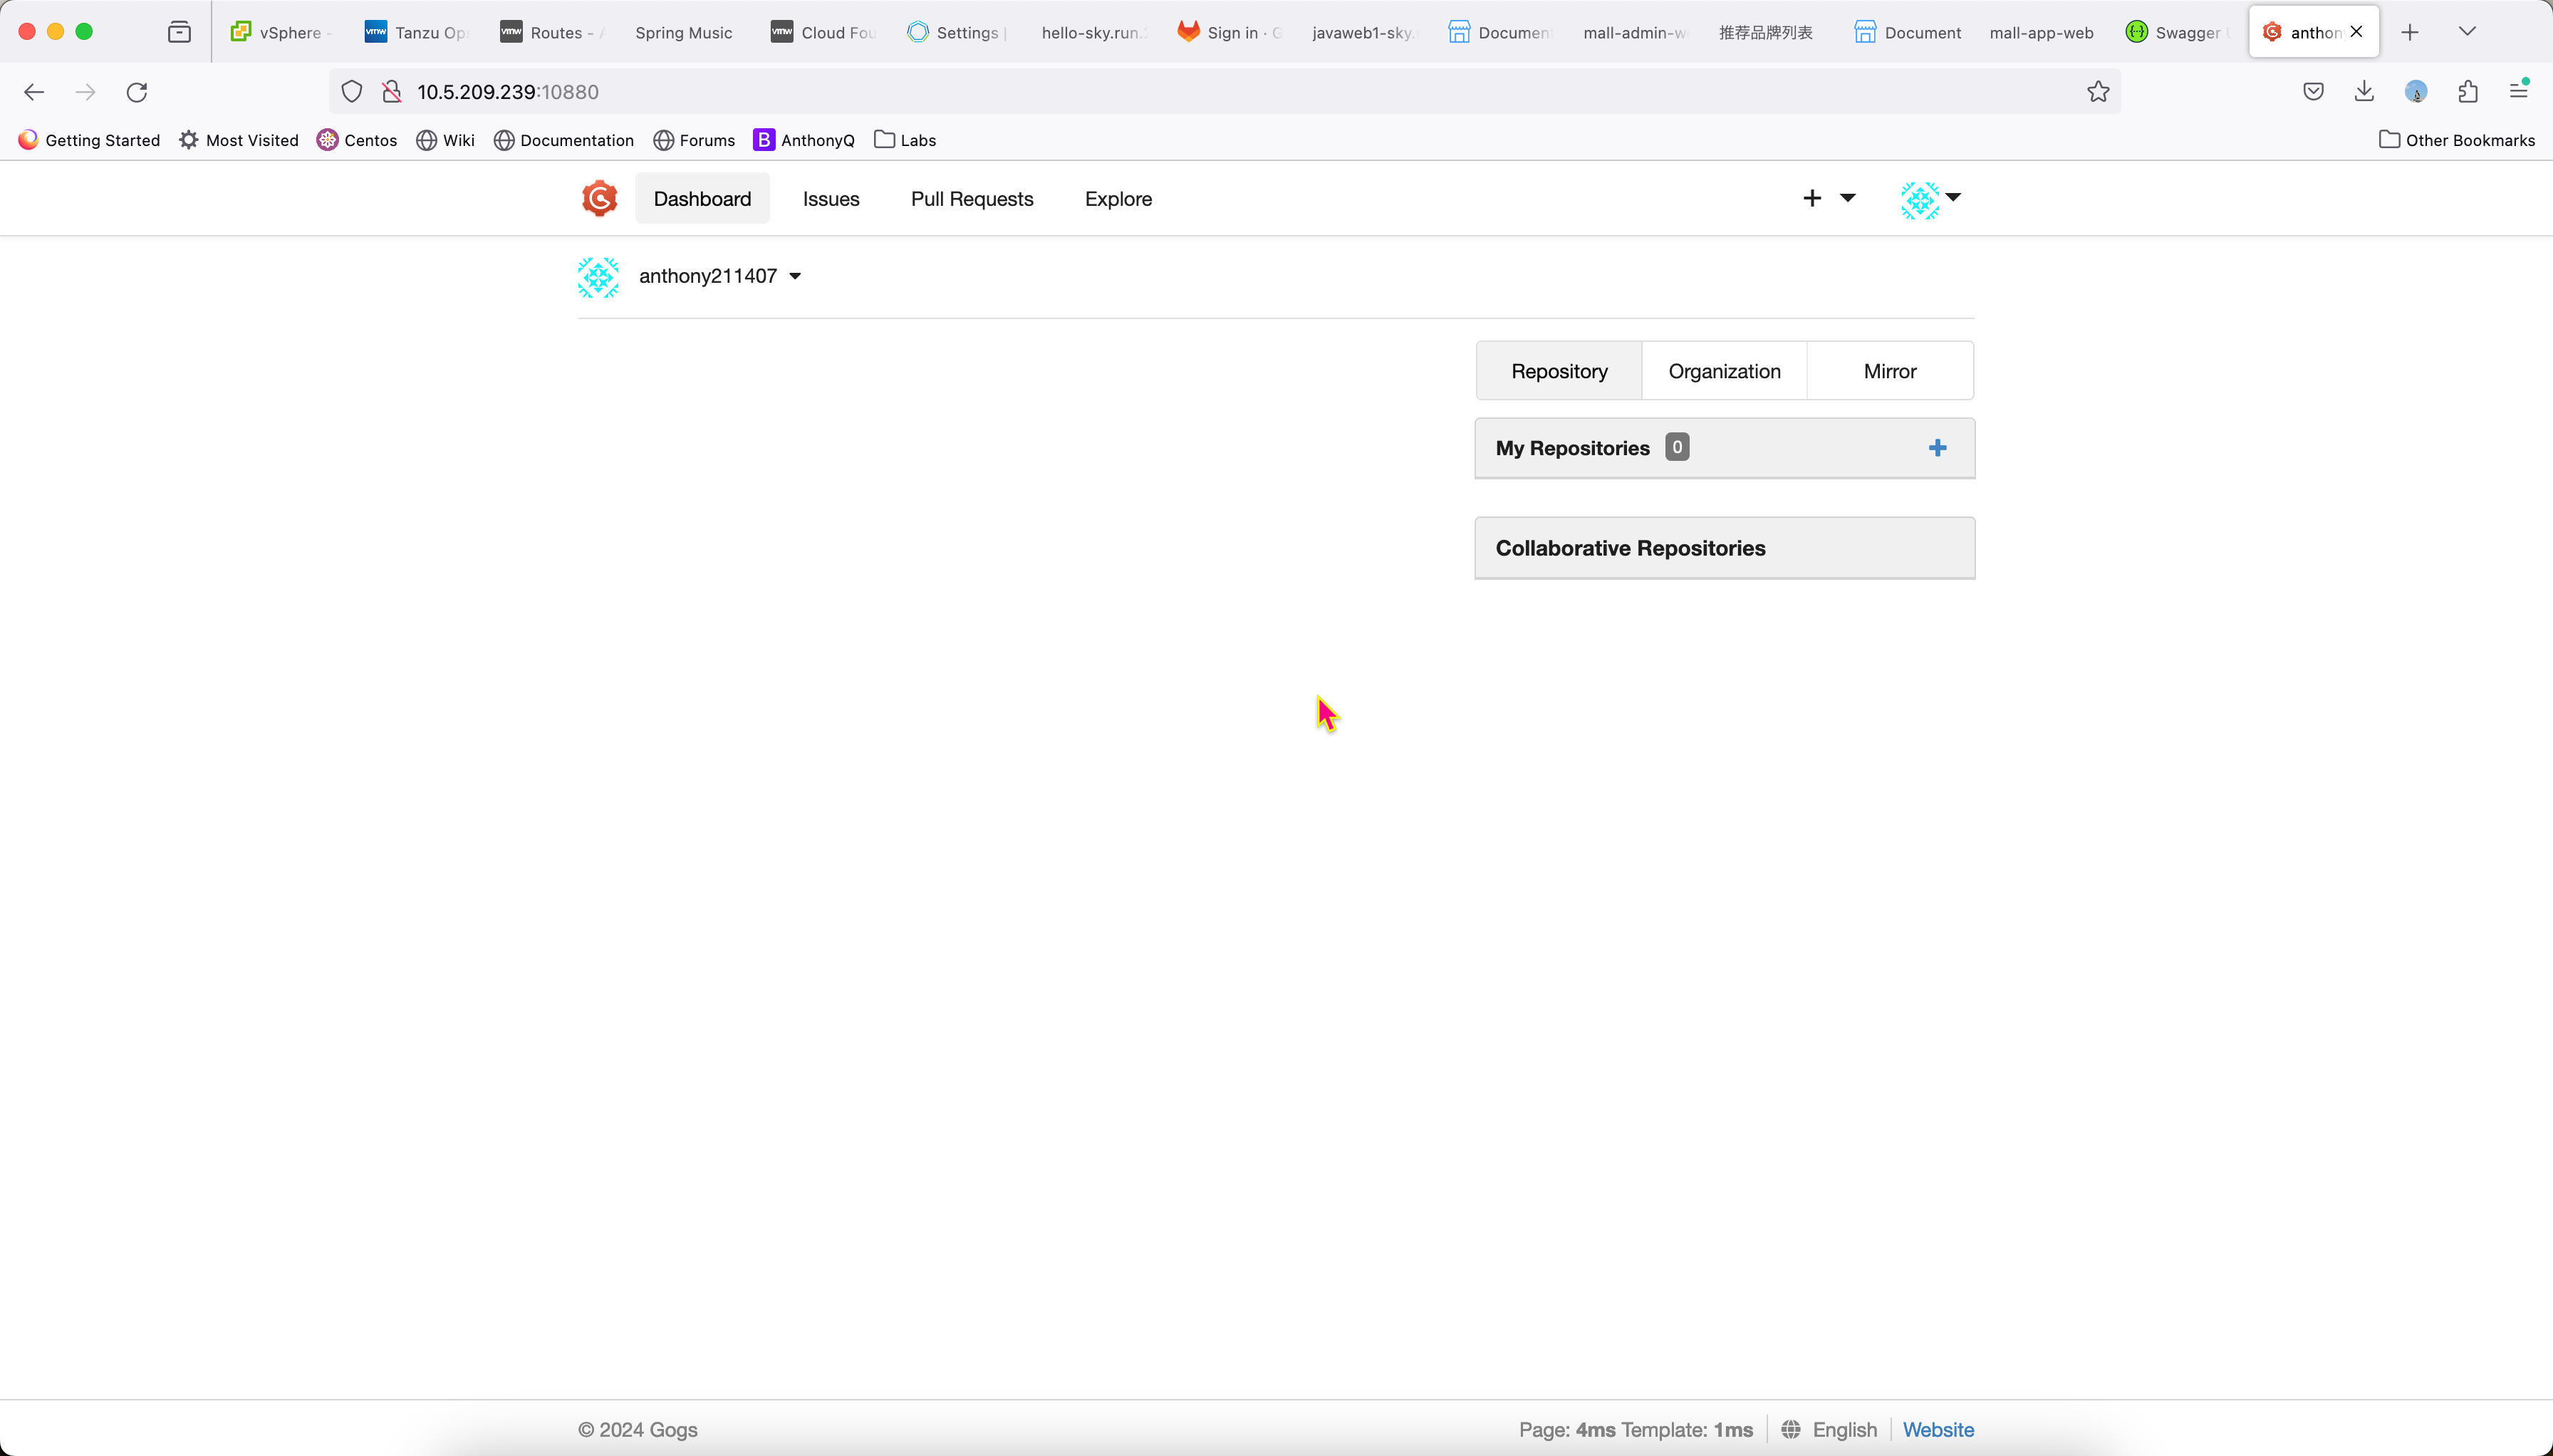 vSphere -
Tanzu Op
Routes -
Spring Music
Cloud Fou
Settings |
hello-sky.run.
Sign in · G
javaweb1-sky.
Documen
mall-admin-w
推荐品牌列表
Document
mall-app-web
Swagger
anthon
10.5.209.239:10880
Getting Started
Most Visited
Centos
Wiki
Documentation
Forums
B AnthonyQ
Labs
Other Bookmarks
Dashboard
Issues
Pull Requests
Explore
anthony211407
Repository
Organization
Mirror
My Repositories 0
Collaborative Repositories
© 2024 Gogs
Page: 4ms Template: 1ms
English
Website